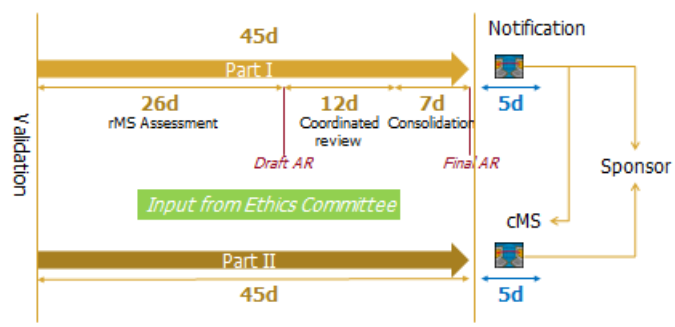 45d
Notification
Part I
26d
12d
7d
5d
rMS Assessment
Coordinated
review
Consolidation
Validation
Draft AR
Final AR
Sponsor
Input from Ethics Committee
cMS
Part II
45d
5d